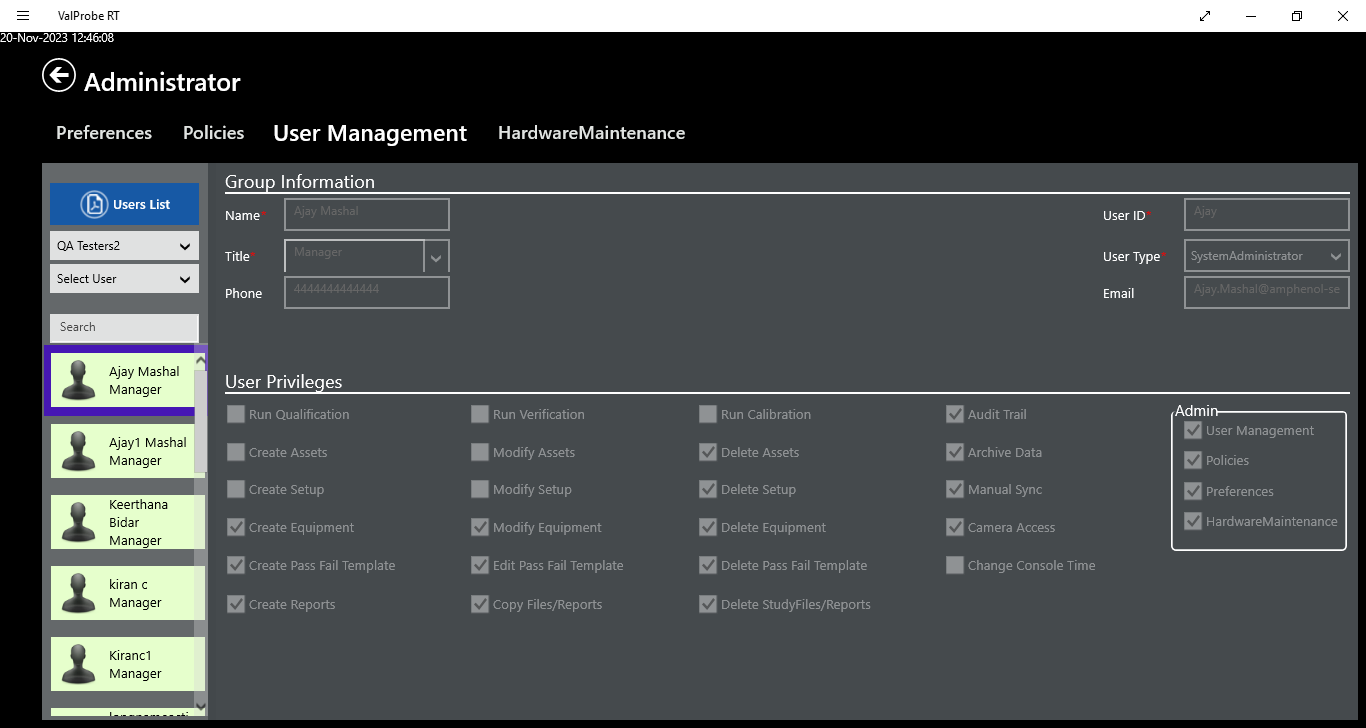 ValProbe RT
20-Nov-2023 12:46:08
Administrator
Preferences Policies User Management HardwareMaintenance
Users List
QA Testers2
Select User
Search
Ajay Mashal
Manager
Ajay1 Mashal
Manager
Keerthana
Bidar
Manager
kiran c
Manager
Kiranc1
Manager
Group Information
Name* Ajay Mashal User ID* Ajay
Title* Manager User Type* SystemAdministrator
Phone 4444444444444 Email Ajay.Mashal@amphenol-se
User Privileges
Run Qualification Run Verification Run Calibration Audit Trail
Create Assets Modify Assets Delete Assets Archive Data
Create Setup Modify Setup Delete Setup Manual Sync
Create Equipment Modify Equipment Delete Equipment Camera Access
Create Pass Fail Template Edit Pass Fail Template Delete Pass Fail Template Change Console Time
Create Reports Copy Files/Reports Delete StudyFiles/Reports
Admin
User Management
Policies
Preferences
HardwareMaintenance